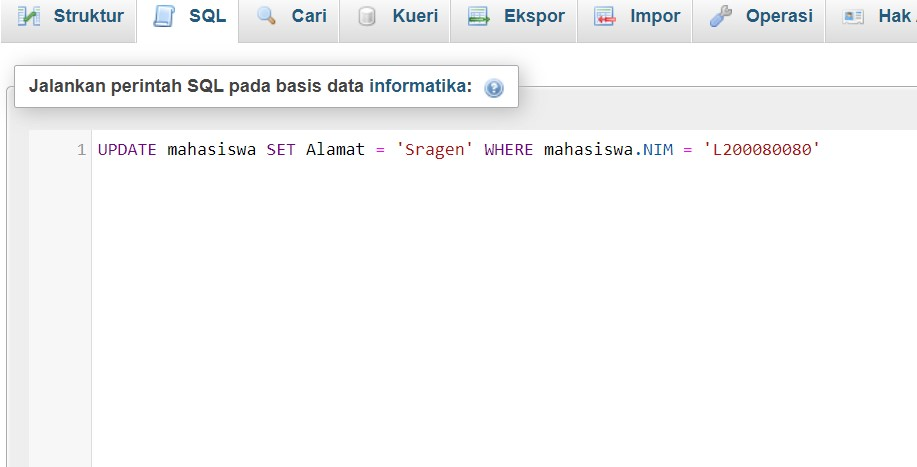 Struktur SQL Cari Kueri Ekspor Impor Operasi Hak
Jalankan perintah SQL pada basis data informatika:
1 UPDATE mahasiswa SET Alamat = 'Sragen' WHERE mahasiswa.NIM = 'L200080080'